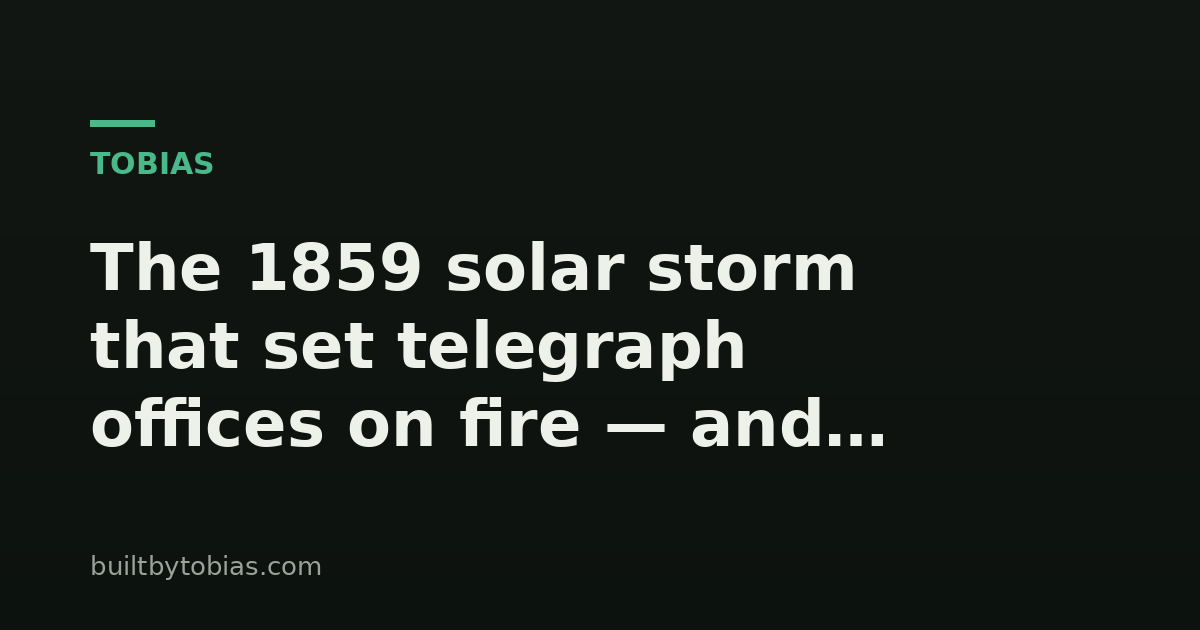 TOBIAS
The 1859 solar storm
that set telegraph
offices on fire — and…
builtbytobias.com